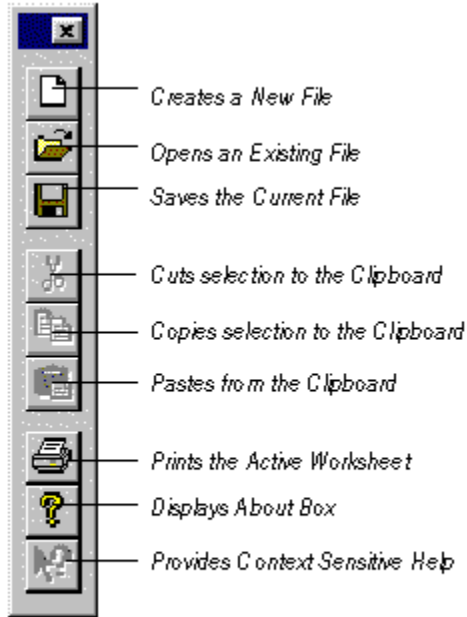 Creates a New File
Opens an Existing File
Saves the Current File
Cuts selection to the Clipboard
Copies selection to the Clipboard
Pastes from the Clipboard
Prints the Active Worksheet
Displays About Box
Provides Context Sensitive Help